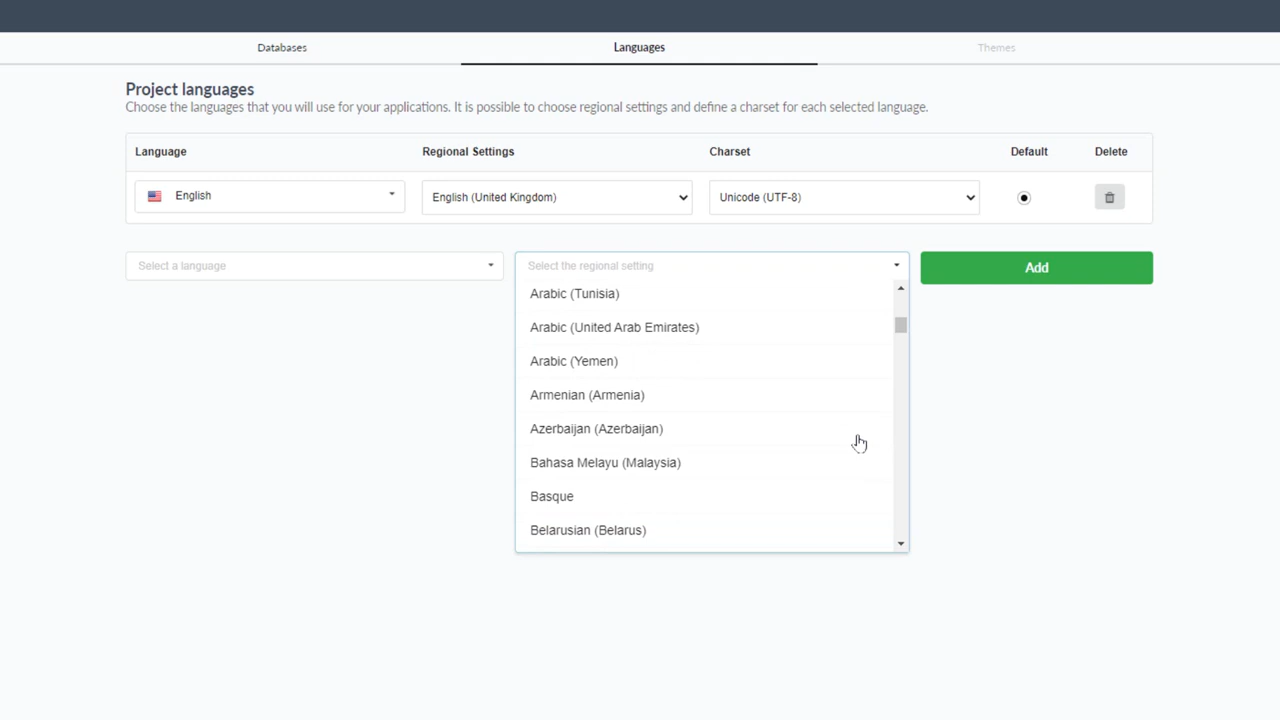 Databases
Languages
Themes
Project languages
Choose the languages that you will use for your applications. It is possible to choose regional settings and define a charset for each selected language.
Language Regional Settings Charset Default Delete
English English (United Kingdom) Unicode (UTF-8)
Select a language Select the regional setting Add
Arabic (Tunisia)
Arabic (United Arab Emirates)
Arabic (Yemen)
Armenian (Armenia)
Azerbaijan (Azerbaijan)
Bahasa Melayu (Malaysia)
Basque
Belarusian (Belarus)